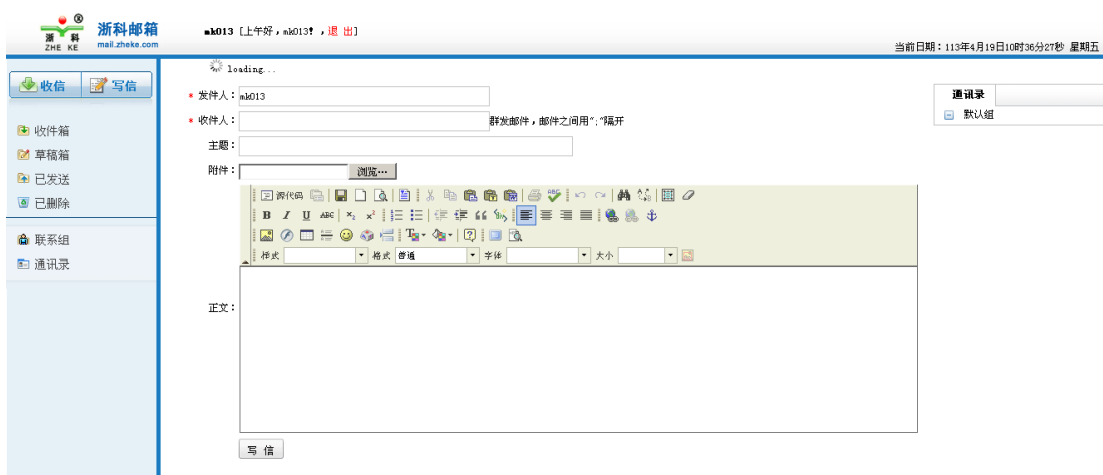 浙 科
ZHE KE
浙科邮箱
mail.zheke.com
mk013 [上午好，mk013!，退 出]
当前日期：113年4月19日10时36分27秒 星期五
收信 写信
收件箱
草稿箱
已发送
已删除
联系组
通讯录
loading...
* 发件人：mk013
* 收件人： 群发邮件，邮件之间用";"隔开
主题：
附件： 浏览…
源代码
B I U ABC x₂ x²
样式 格式 普通 字体 大小
正文：
写 信
通讯录
默认组